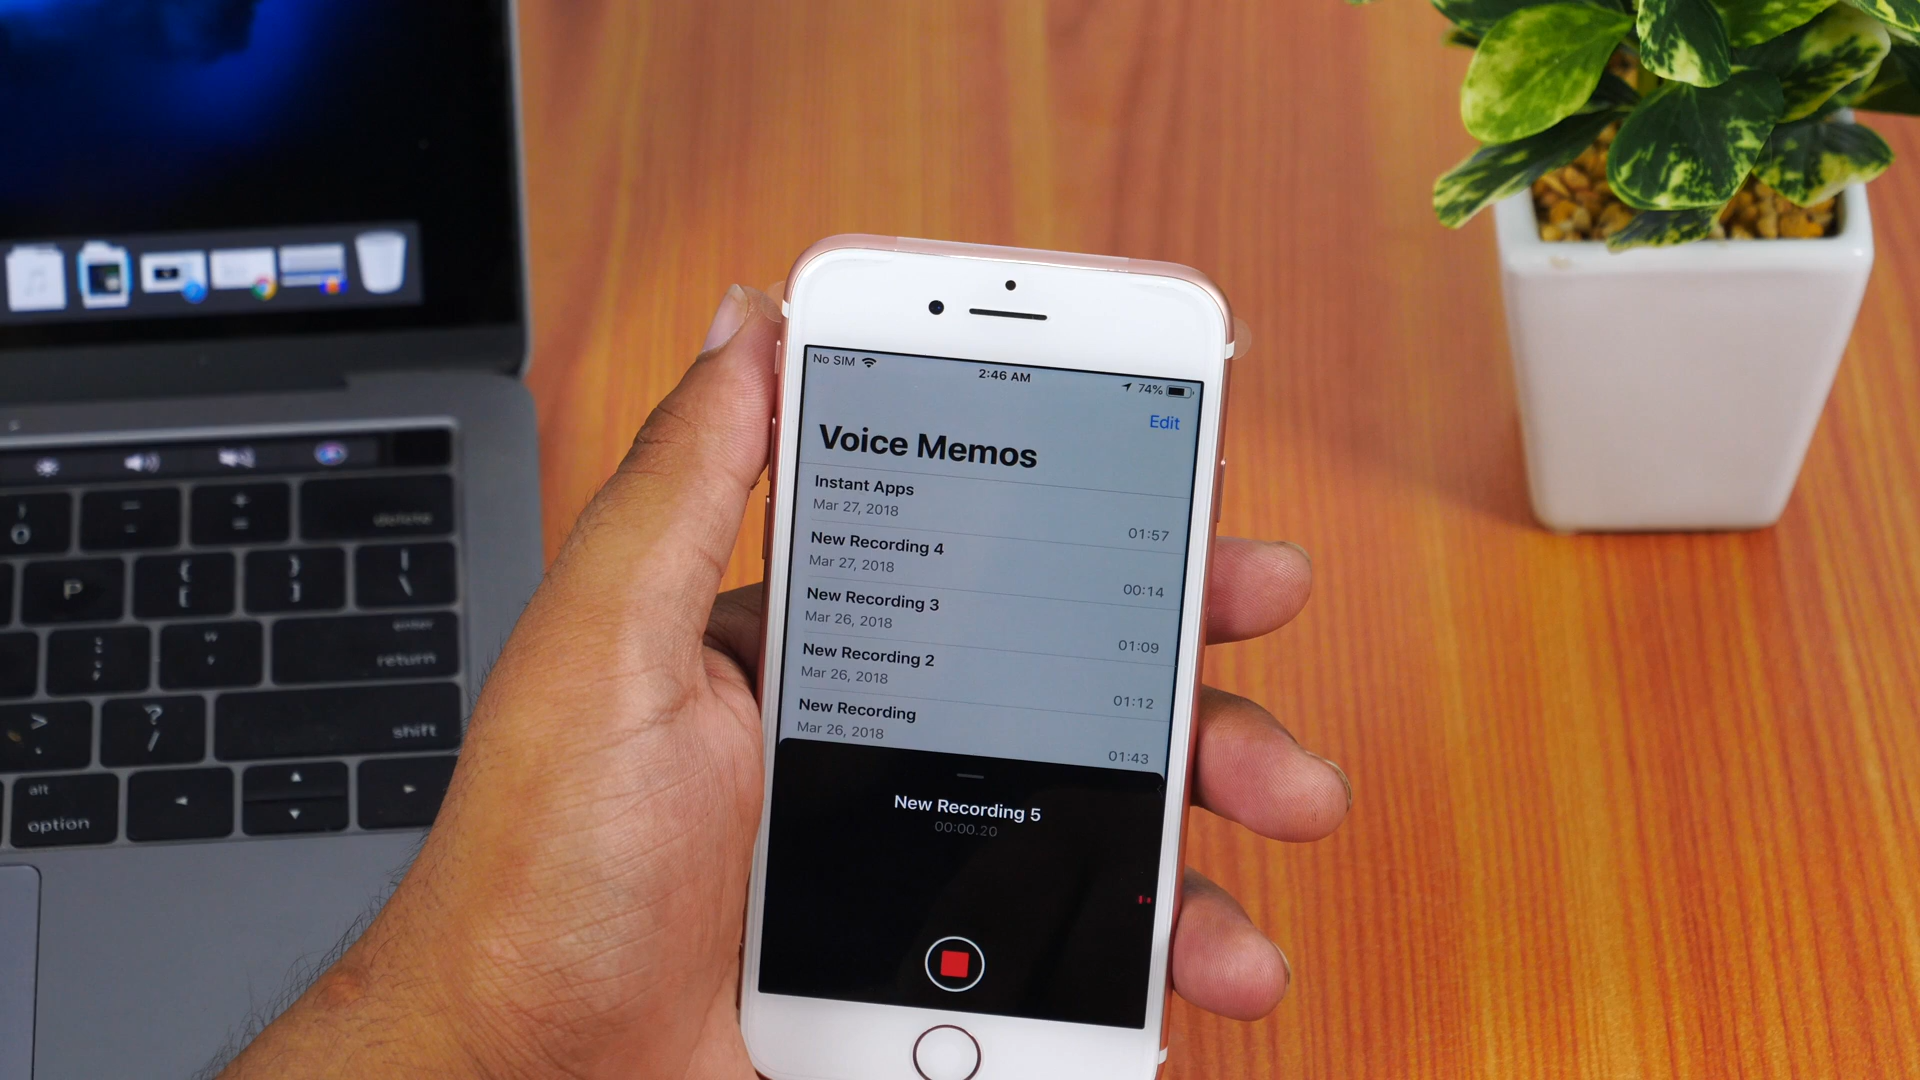 No SIM
2:46 AM
74%
Edit
Voice Memos
Instant Apps
Mar 27, 2018
01:57
New Recording 4
Mar 27, 2018
00:14
New Recording 3
Mar 26, 2018
01:09
New Recording 2
Mar 26, 2018
01:12
New Recording
Mar 26, 2018
01:43
New Recording 5
00:00.20
delete
P
enter
return
shift
alt
option